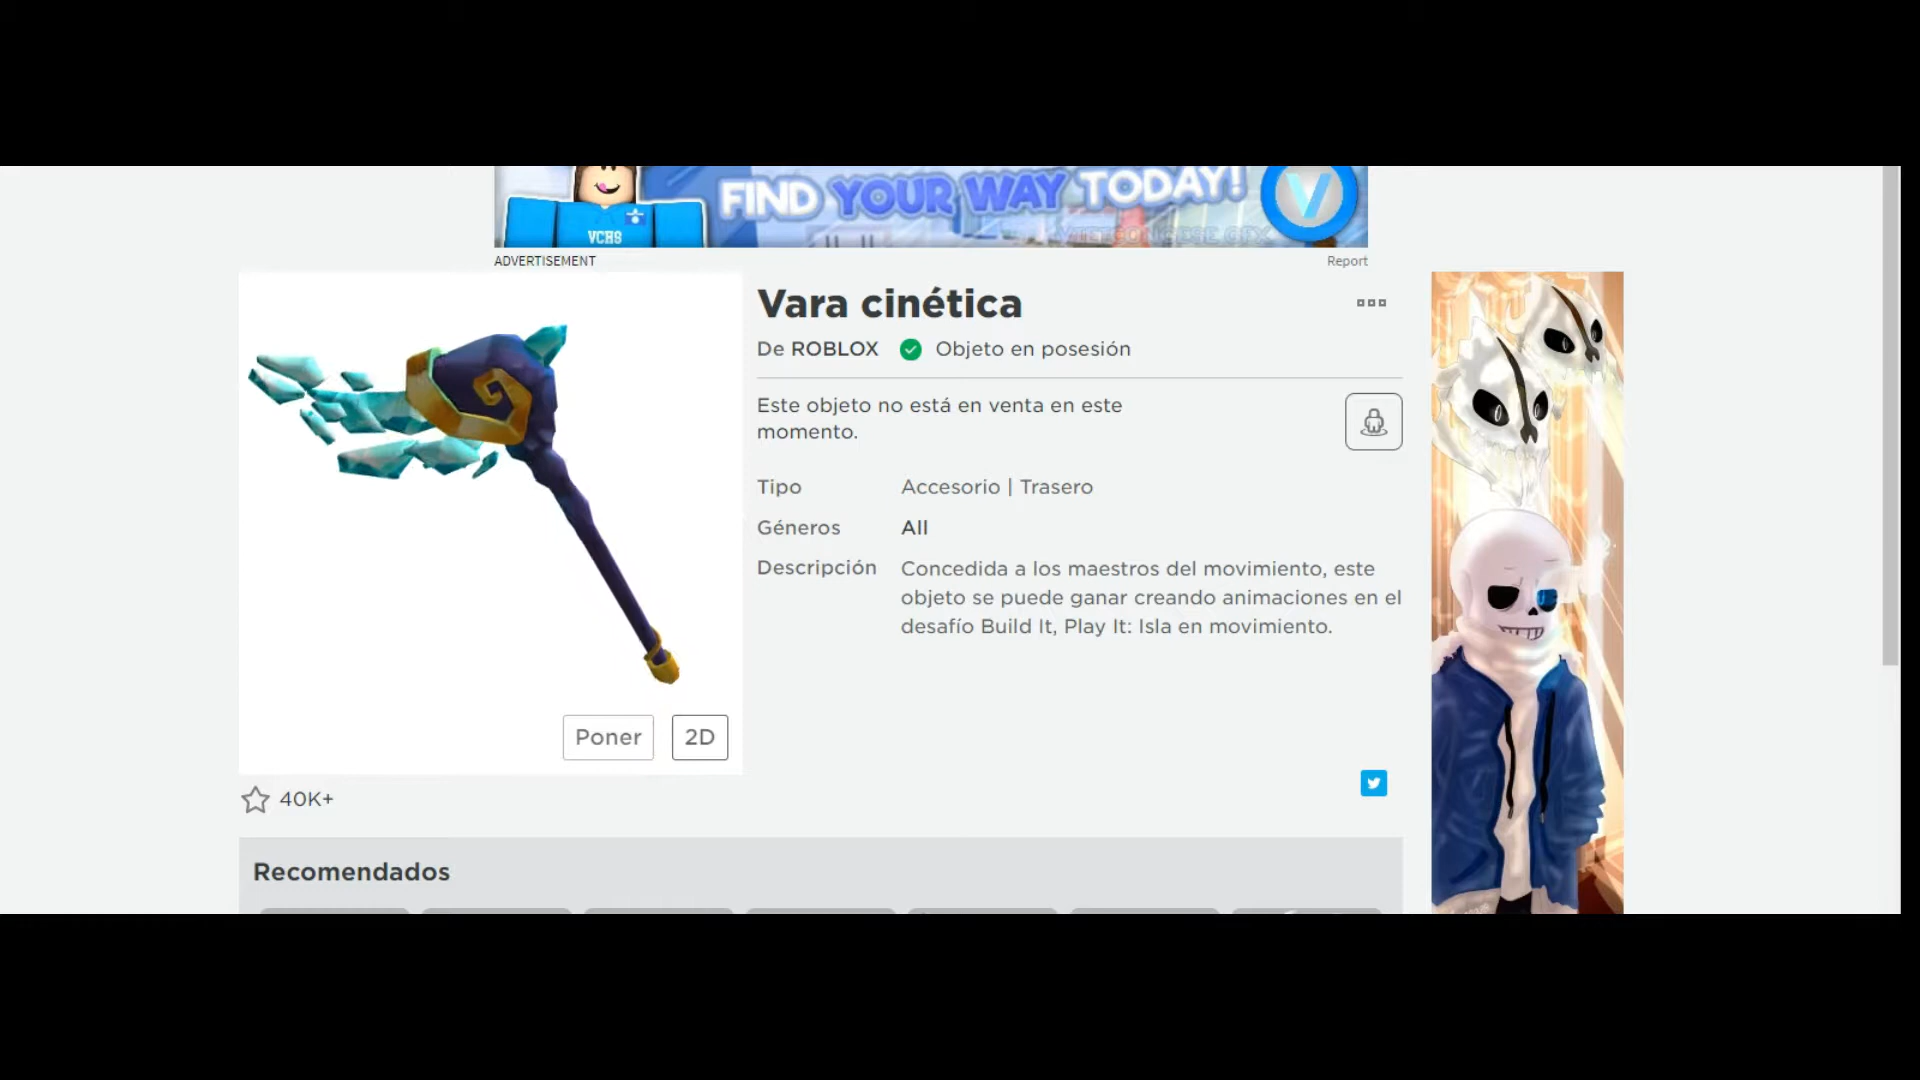 FIND YOUR WAY TODAY!
V
VCHS
ADVERTISEMENT
Report
Vara cinética
De ROBLOX Objeto en posesión
Este objeto no está en venta en este
momento.
Tipo Accesorio | Trasero
Géneros All
Descripción Concedida a los maestros del movimiento, este
objeto se puede ganar creando animaciones en el
desafío Build It, Play It: Isla en movimiento.
Poner 2D
40K+
Recomendados